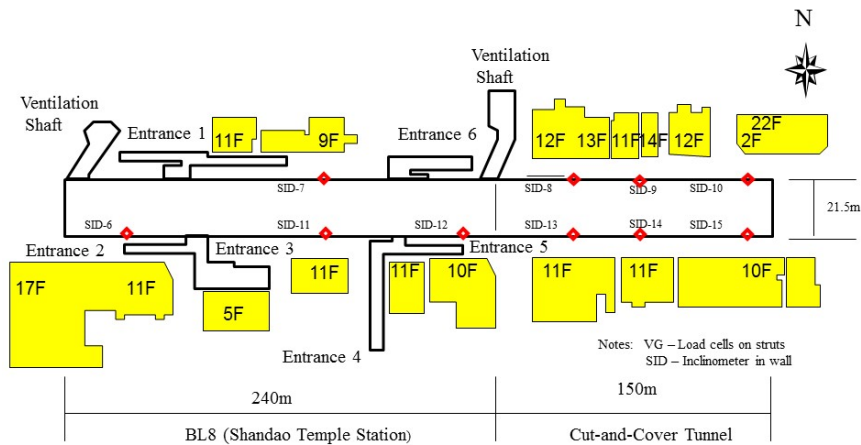 N
Ventilation
Shaft
Ventilation
Shaft
Entrance 1
11F
9F
Entrance 6
12F
13F
11F
14F
12F
22F
2F
SID-7
SID-8
SID-9
SID-10
21.5m
SID-6
SID-11
SID-12
SID-13
SID-14
SID-15
Entrance 2
Entrance 3
Entrance 5
17F
11F
5F
11F
11F
10F
11F
11F
10F
Entrance 4
Notes: VG – Load cells on struts
SID – Inclinometer in wall
240m
150m
BL8 (Shandao Temple Station)
Cut-and-Cover Tunnel